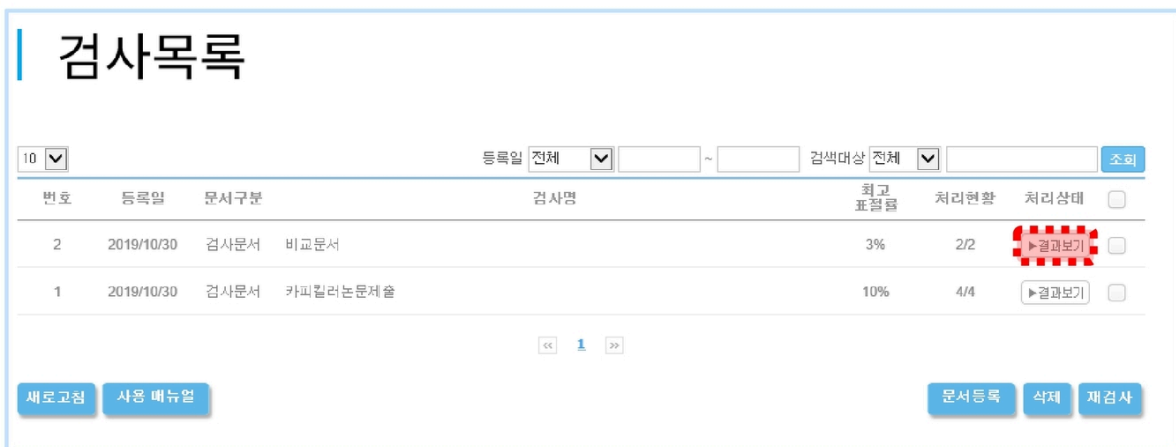 검사목록
10 등록일 전체 ~ 검색대상 전체 조회
번호 등록일 문서구분 검사명 최고 표절률 처리현황 처리상태
2 2019/10/30 검사문서 비교문서 3% 2/2 ▶결과보기
1 2019/10/30 검사문서 카피킬러논문제출 10% 4/4 ▶결과보기
<< 1 >>
새로고침 사용 매뉴얼 문서등록 삭제 재검사